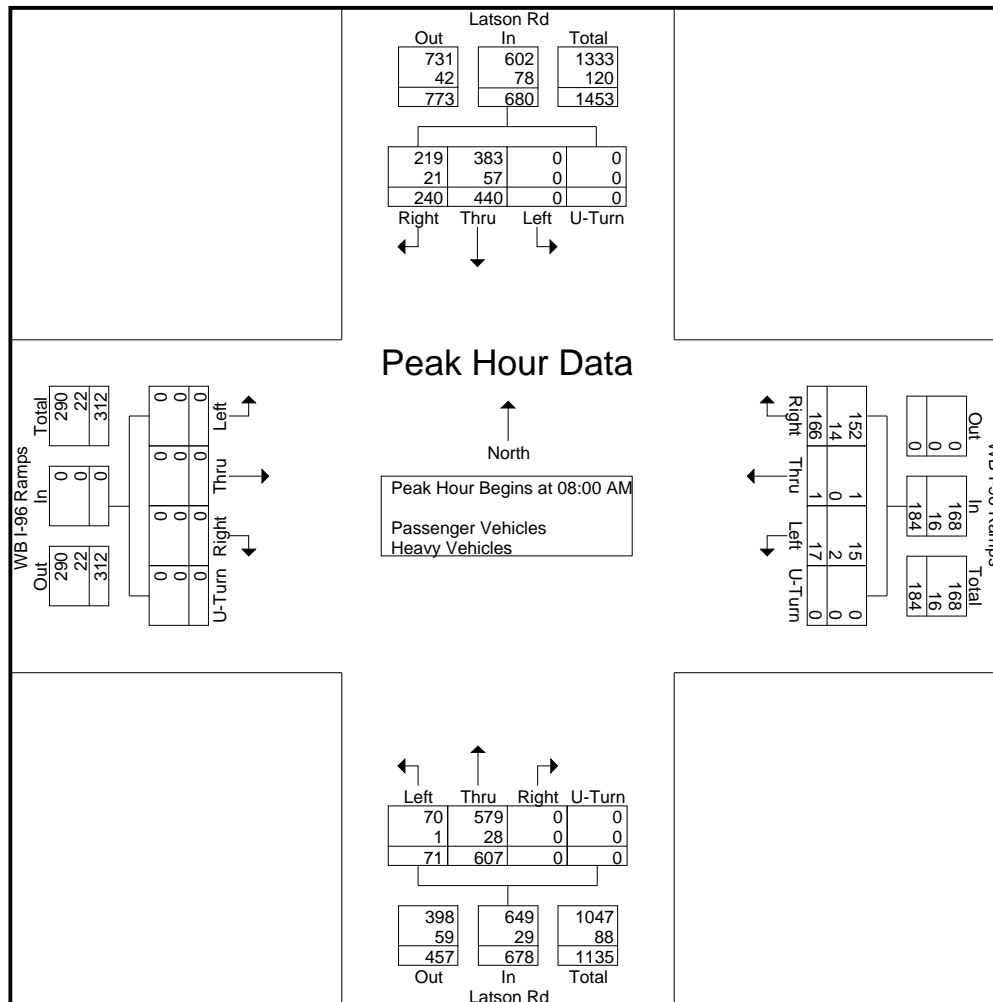 Latson Rd
Out In Total
731 602 1333
42 78 120
773 680 1453
219 383 0 0
21 57 0 0
240 440 0 0
Right Thru Left U-Turn
Peak Hour Data
North
Peak Hour Begins at 08:00 AM
Passenger Vehicles
Heavy Vehicles
WB I-96 Ramps
Out In Total
290 0 290
22 0 22
312 0 312
U-Turn Right Thru Left
0 0 0 0
0 0 0 0
0 0 0 0
Right Thru Left U-Turn
152 1 15 0
14 0 2 0
166 1 17 0
Out In Total
0 168 168
0 16 16
0 184 184
WB I-96 Ramps
Left Thru Right U-Turn
70 579 0 0
1 28 0 0
71 607 0 0
398 649 1047
59 29 88
457 678 1135
Out In Total
Latson Rd